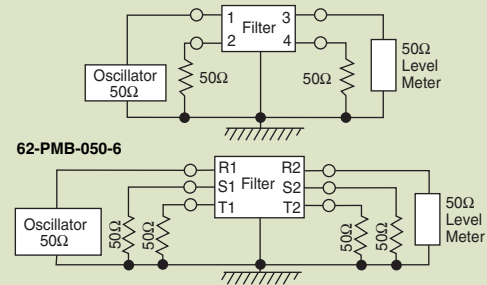 1 3
Filter
2 4
50Ω
50Ω
Oscillator
50Ω
50Ω
Level
Meter
62-PMB-050-6
R1 R2
S1 Filter S2
T1 T2
Oscillator
50Ω
50Ω
50Ω
50Ω
50Ω
50Ω
Level
Meter